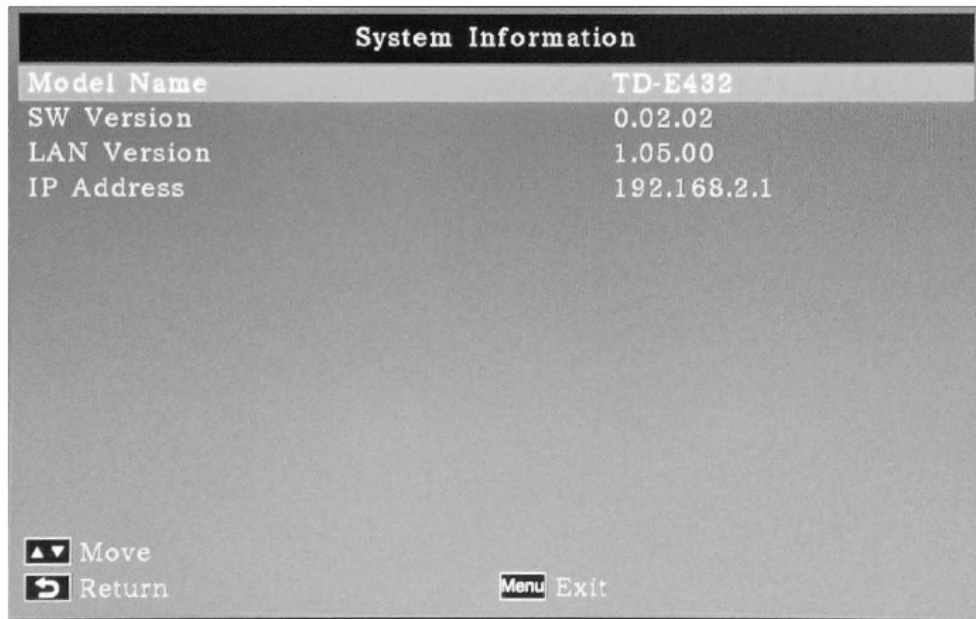 System Information
Model Name TD-E432
SW Version 0.02.02
LAN Version 1.05.00
IP Address 192.168.2.1
▲▼ Move
Return Menu Exit